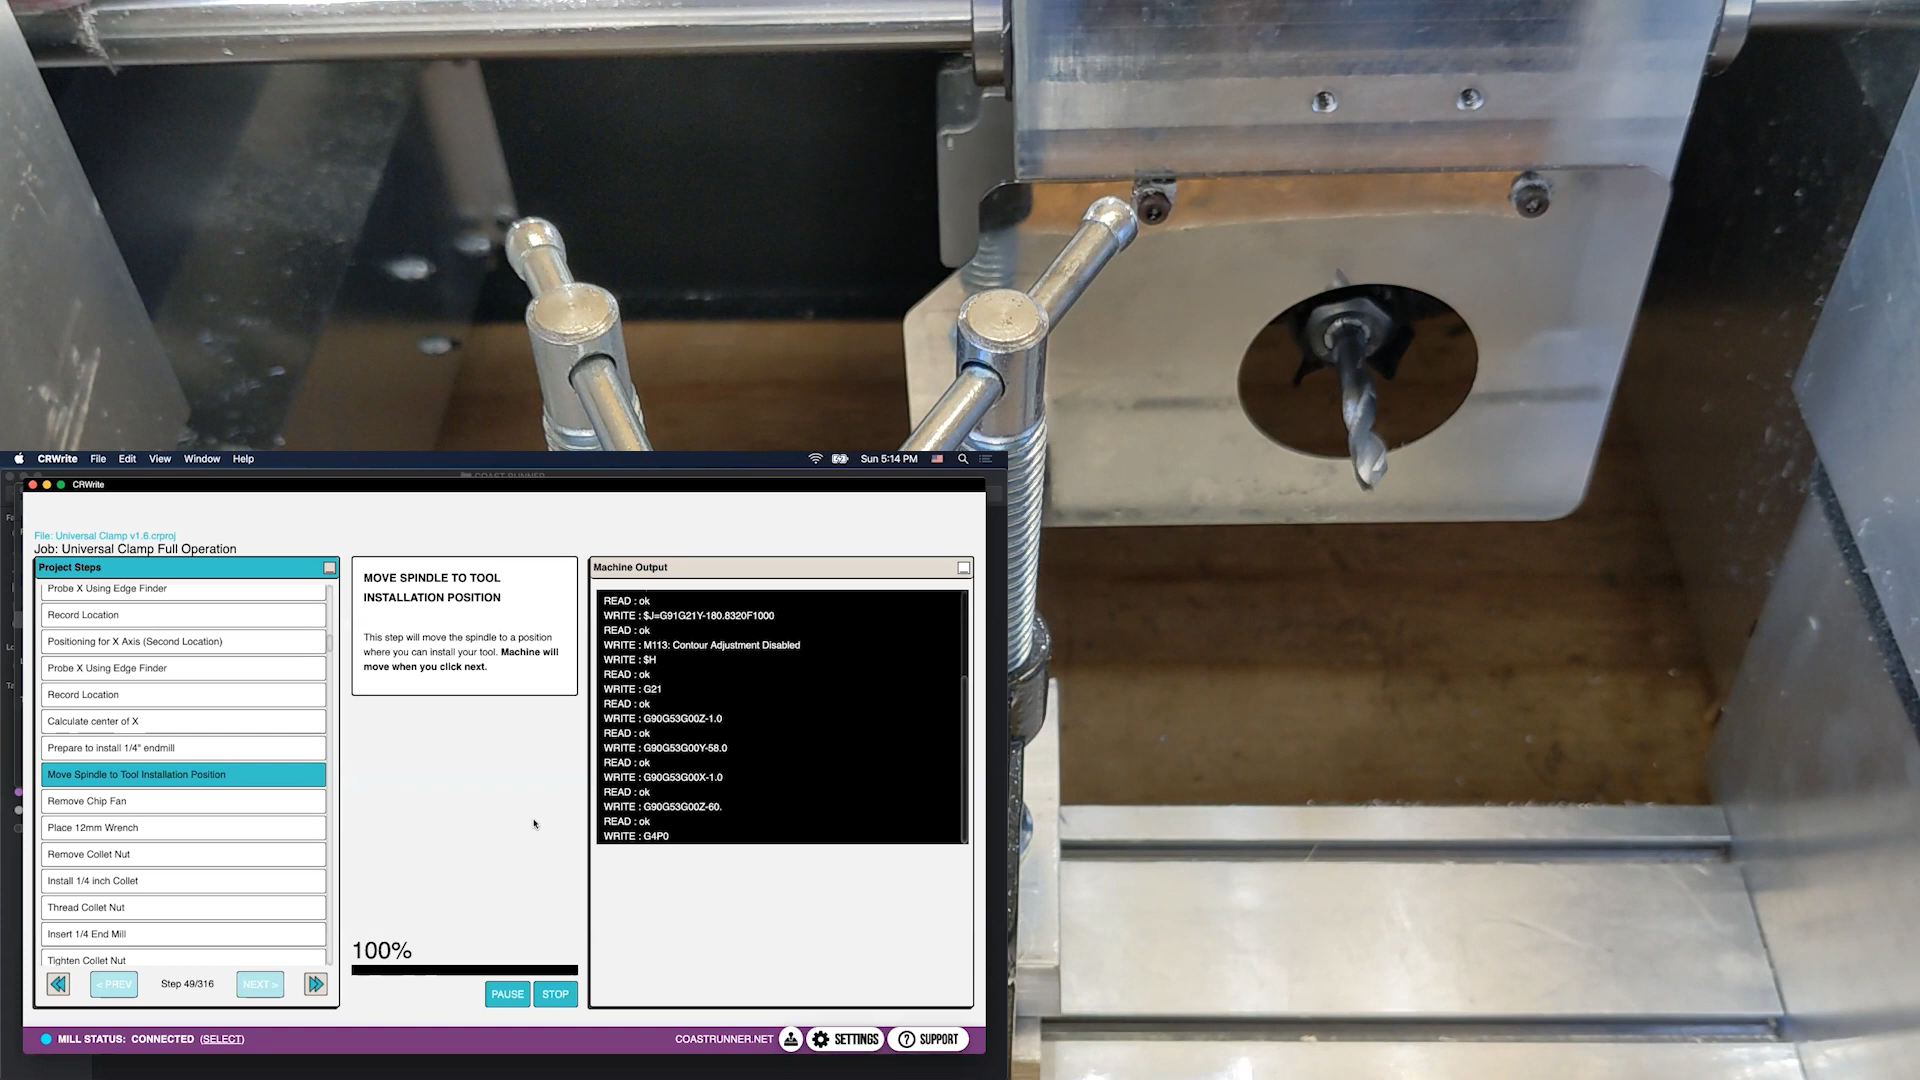 CRWrite File Edit View Window Help Sun 5:14 PM
COAST RUNNER
CRWrite
File: Universal Clamp v1.6.crproj
Job: Universal Clamp Full Operation
Project Steps
Probe X Using Edge Finder
Record Location
Positioning for X Axis (Second Location)
Probe X Using Edge Finder
Record Location
Calculate center of X
Prepare to install 1/4" endmill
Move Spindle to Tool Installation Position
Remove Chip Fan
Place 12mm Wrench
Remove Collet Nut
Install 1/4 inch Collet
Thread Collet Nut
Insert 1/4 End Mill
Tighten Collet Nut
< PREV Step 49/316 NEXT >
MOVE SPINDLE TO TOOL
INSTALLATION POSITION
This step will move the spindle to a position
where you can install your tool. Machine will
move when you click next.
100%
PAUSE STOP
Machine Output
READ : ok
WRITE : $J=G91G21Y-180.8320F1000
READ : ok
WRITE : M113: Contour Adjustment Disabled
WRITE : $H
READ : ok
WRITE : G21
READ : ok
WRITE : G90G53G00Z-1.0
READ : ok
WRITE : G90G53G00Y-58.0
READ : ok
WRITE : G90G53G00X-1.0
READ : ok
WRITE : G90G53G00Z-60.
READ : ok
WRITE : G4P0
MILL STATUS: CONNECTED (SELECT)
COASTRUNNER.NET SETTINGS SUPPORT